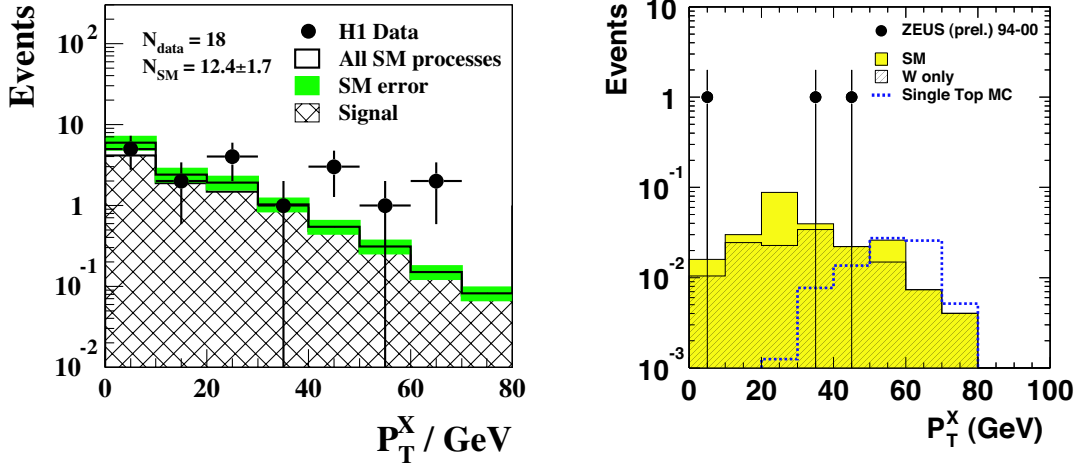 Events
10^2
10
1
10^-1
10^-2
N_data = 18
N_SM = 12.4±1.7
H1 Data
All SM processes
SM error
Signal
0 20 40 60 80
P_T^X / GeV
Events
10
1
10^-1
10^-2
10^-3
ZEUS (prel.) 94-00
SM
W only
Single Top MC
0 20 40 60 80 100
P_T^X (GeV)